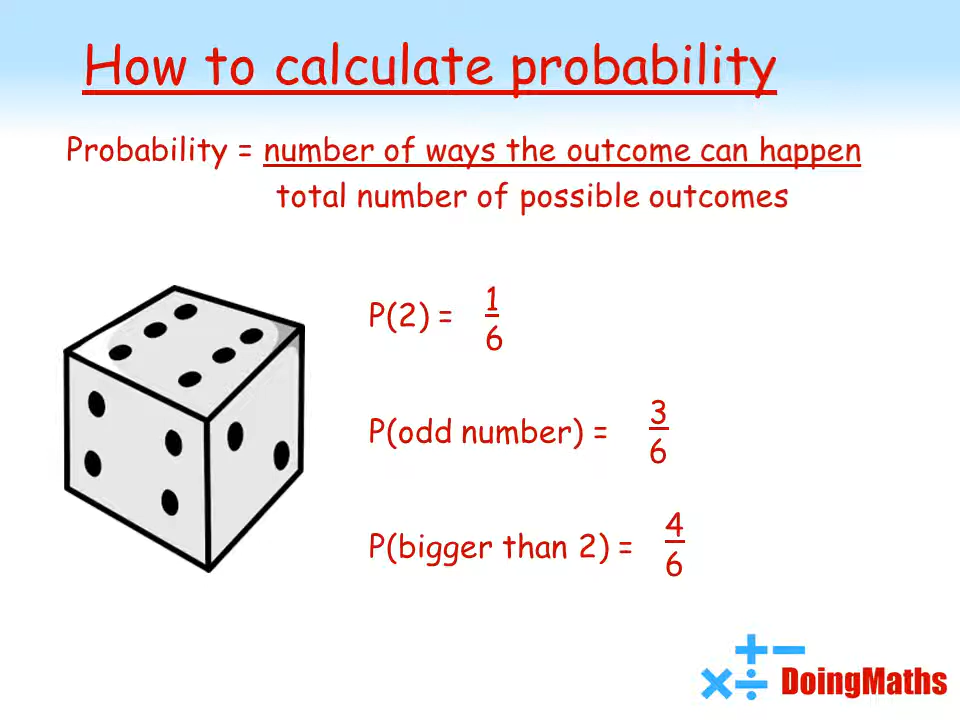 How to calculate probability
Probability = number of ways the outcome can happen
total number of possible outcomes
P(2) = 1
6
P(odd number) = 3
6
P(bigger than 2) = 4
6
DoingMaths